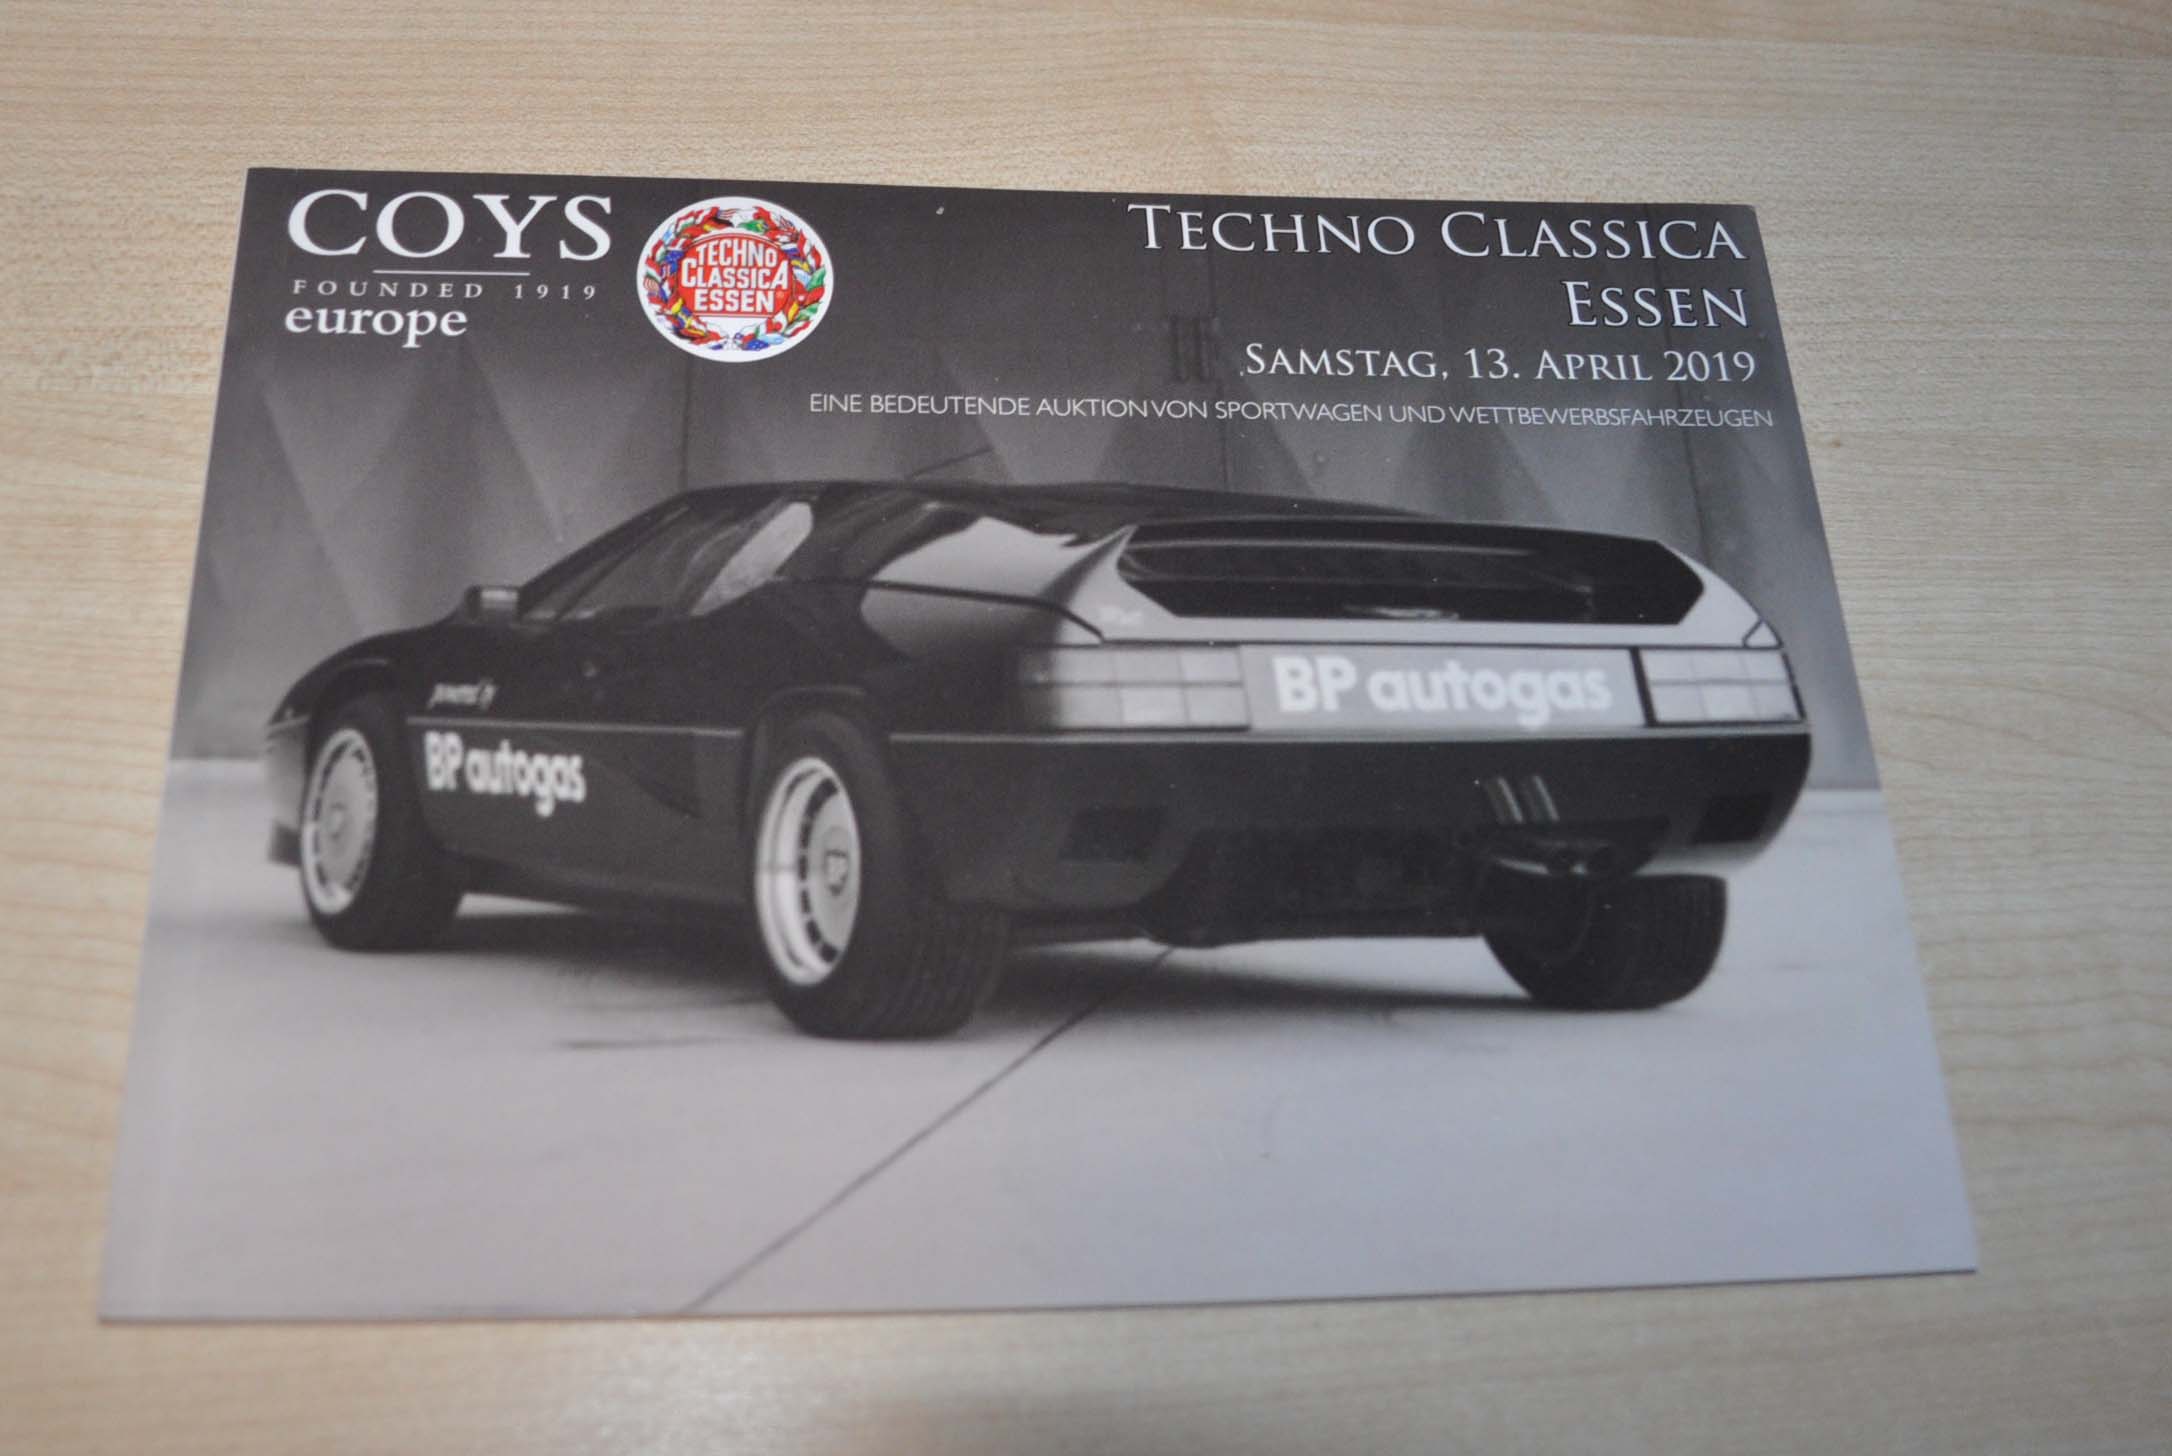 COYS
FOUNDED 1919
europe
TECHNO
CLASSICA
ESSEN
TECHNO CLASSICA
ESSEN
SAMSTAG, 13. APRIL 2019
EINE BEDEUTENDE AUKTION VON SPORTWAGEN UND WETTBEWERBSFAHRZEUGEN
powered by
BP autogas
BP autogas